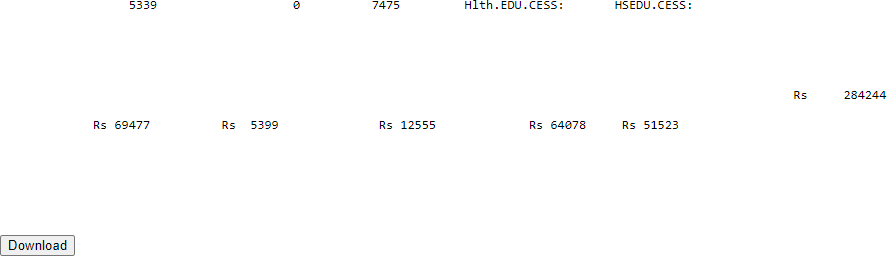 5339 0 7475 Hlth.EDU.CESS: HSEDU.CESS:
Rs 284244
Rs 69477 Rs 5399 Rs 12555 Rs 64078 Rs 51523
Download